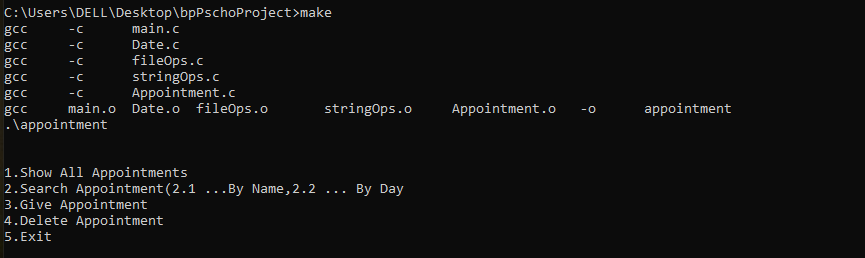 C:\Users\DELL\Desktop\bpPschoProject>make
gcc -c main.c
gcc -c Date.c
gcc -c fileOps.c
gcc -c stringOps.c
gcc -c Appointment.c
gcc main.o Date.o fileOps.o stringOps.o Appointment.o -o appointment
.\appointment
1.Show All Appointments
2.Search Appointment(2.1 ...By Name,2.2 ... By Day
3.Give Appointment
4.Delete Appointment
5.Exit